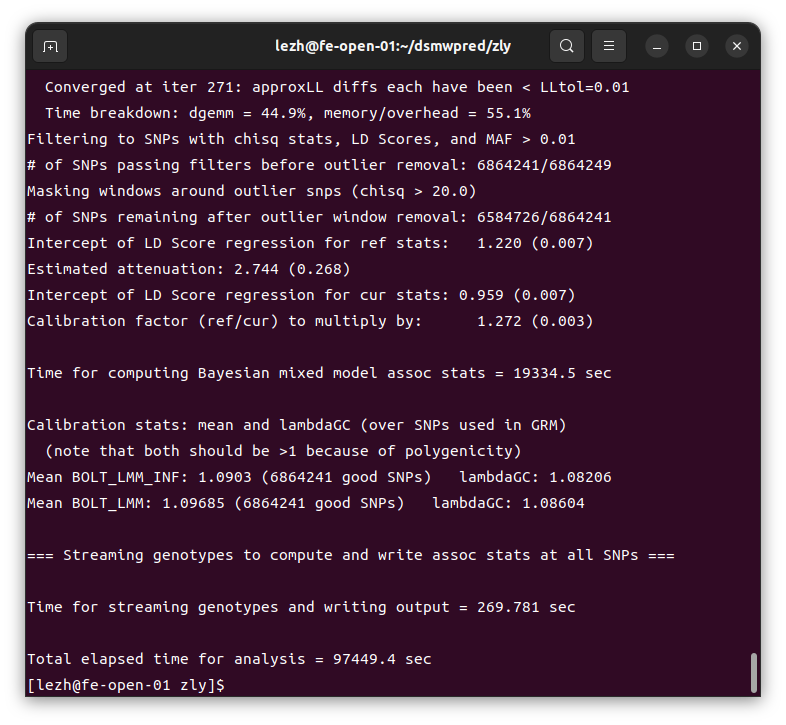 lezh@fe-open-01:~/dsmwpred/zly
Converged at iter 271: approxLL diffs each have been < LLtol=0.01
Time breakdown: dgemm = 44.9%, memory/overhead = 55.1%
Filtering to SNPs with chisq stats, LD Scores, and MAF > 0.01
# of SNPs passing filters before outlier removal: 6864241/6864249
Masking windows around outlier snps (chisq > 20.0)
# of SNPs remaining after outlier window removal: 6584726/6864241
Intercept of LD Score regression for ref stats:   1.220 (0.007)
Estimated attenuation: 2.744 (0.268)
Intercept of LD Score regression for cur stats: 0.959 (0.007)
Calibration factor (ref/cur) to multiply by:      1.272 (0.003)
Time for computing Bayesian mixed model assoc stats = 19334.5 sec
Calibration stats: mean and lambdaGC (over SNPs used in GRM)
(note that both should be >1 because of polygenicity)
Mean BOLT_LMM_INF: 1.0903 (6864241 good SNPs)   lambdaGC: 1.08206
Mean BOLT_LMM: 1.09685 (6864241 good SNPs)   lambdaGC: 1.08604
=== Streaming genotypes to compute and write assoc stats at all SNPs ===
Time for streaming genotypes and writing output = 269.781 sec
Total elapsed time for analysis = 97449.4 sec
[lezh@fe-open-01 zly]$